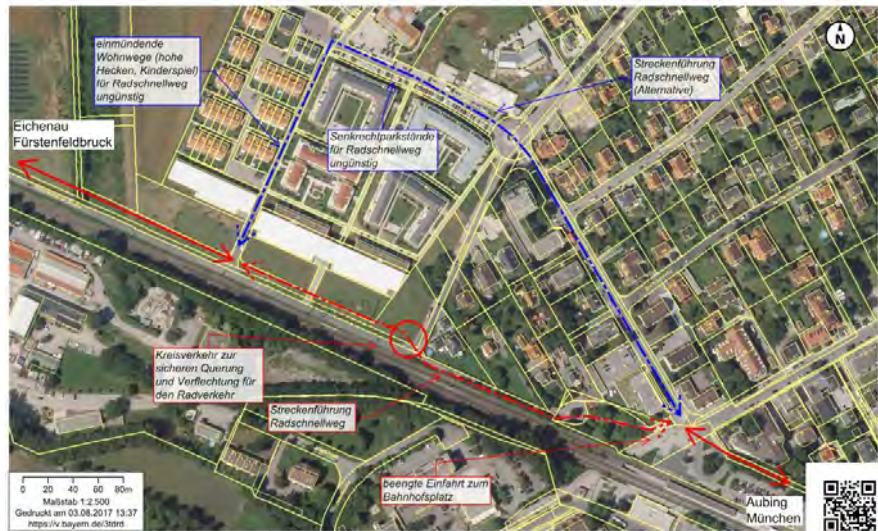 einmündende
Wohnwege (hohe
Hecken, Kinderspiel)
für Radschnellweg
ungünstig
Streckenführung
Radschnellweg
(Alternative)
N
Eichenau
Fürstenfeldbruck
Senkrechtparkstände
für Radschnellweg
ungünstig
Kreisverkehr zur
sicheren Querung
und Verflechtung für
den Radverkehr
Streckenführung
Radschnellweg
beengte Einfahrt zum
Bahnhofsplatz
0 20 40 60 80m
Maßstab 1:2.500
Gedruckt am 03.08.2017 13:37
https://v.bayern.de/3tdrd
Aubing
München